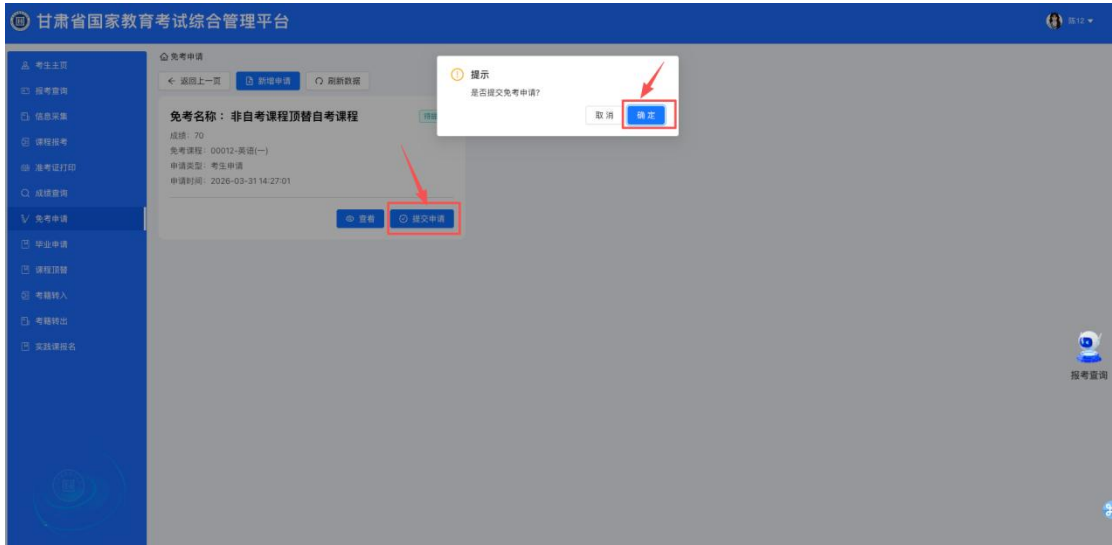 甘肃省国家教育考试综合管理平台
陈12
考生主页
报考查询
信息采集
课程报考
准考证打印
成绩查询
免考申请
毕业申请
课程顶替
考籍转入
考籍转出
实践课报名
免考申请
返回上一页 新增申请 刷新数据
免考名称：非自考课程顶替自考课程
成绩：70
免考课程：00012-英语(一)
申请类型：考生申请
申请时间：2026-03-31 14:27:01
查看 提交申请
提示
是否提交免考申请?
取消 确定
报考查询